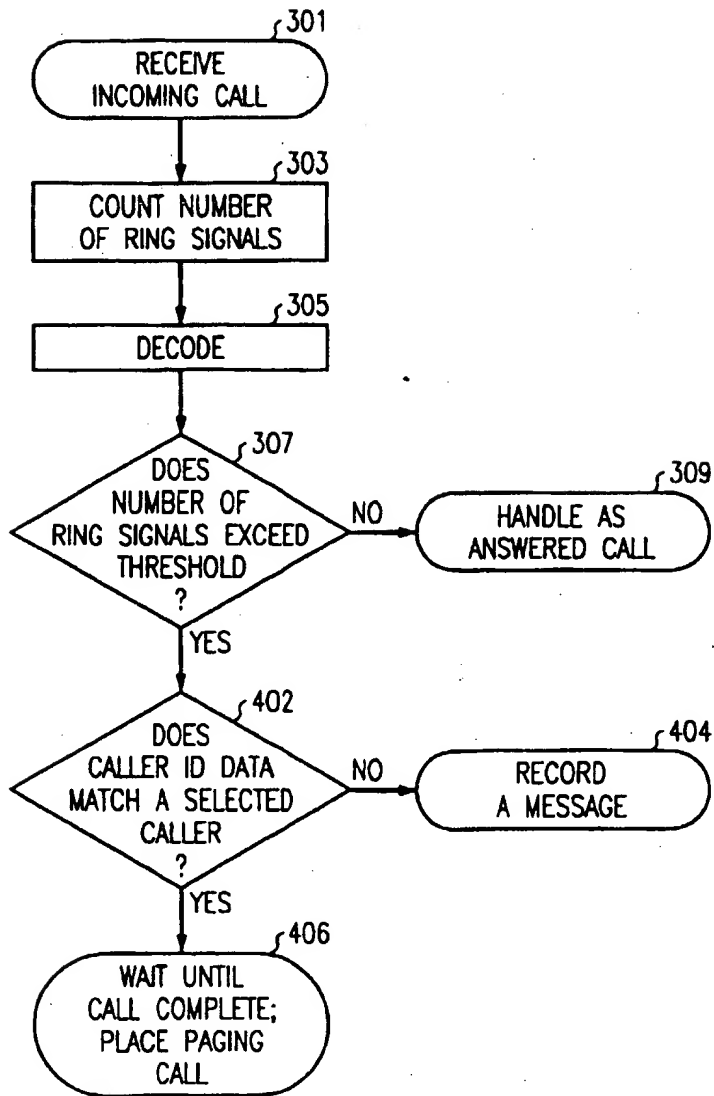 301
RECEIVE
INCOMING CALL
303
COUNT NUMBER
OF RING SIGNALS
305
DECODE
307
DOES
NUMBER OF
RING SIGNALS EXCEED
THRESHOLD
?
NO
309
HANDLE AS
ANSWERED CALL
YES
402
DOES
CALLER ID DATA
MATCH A SELECTED
CALLER
?
NO
404
RECORD
A MESSAGE
YES
406
WAIT UNTIL
CALL COMPLETE;
PLACE PAGING
CALL